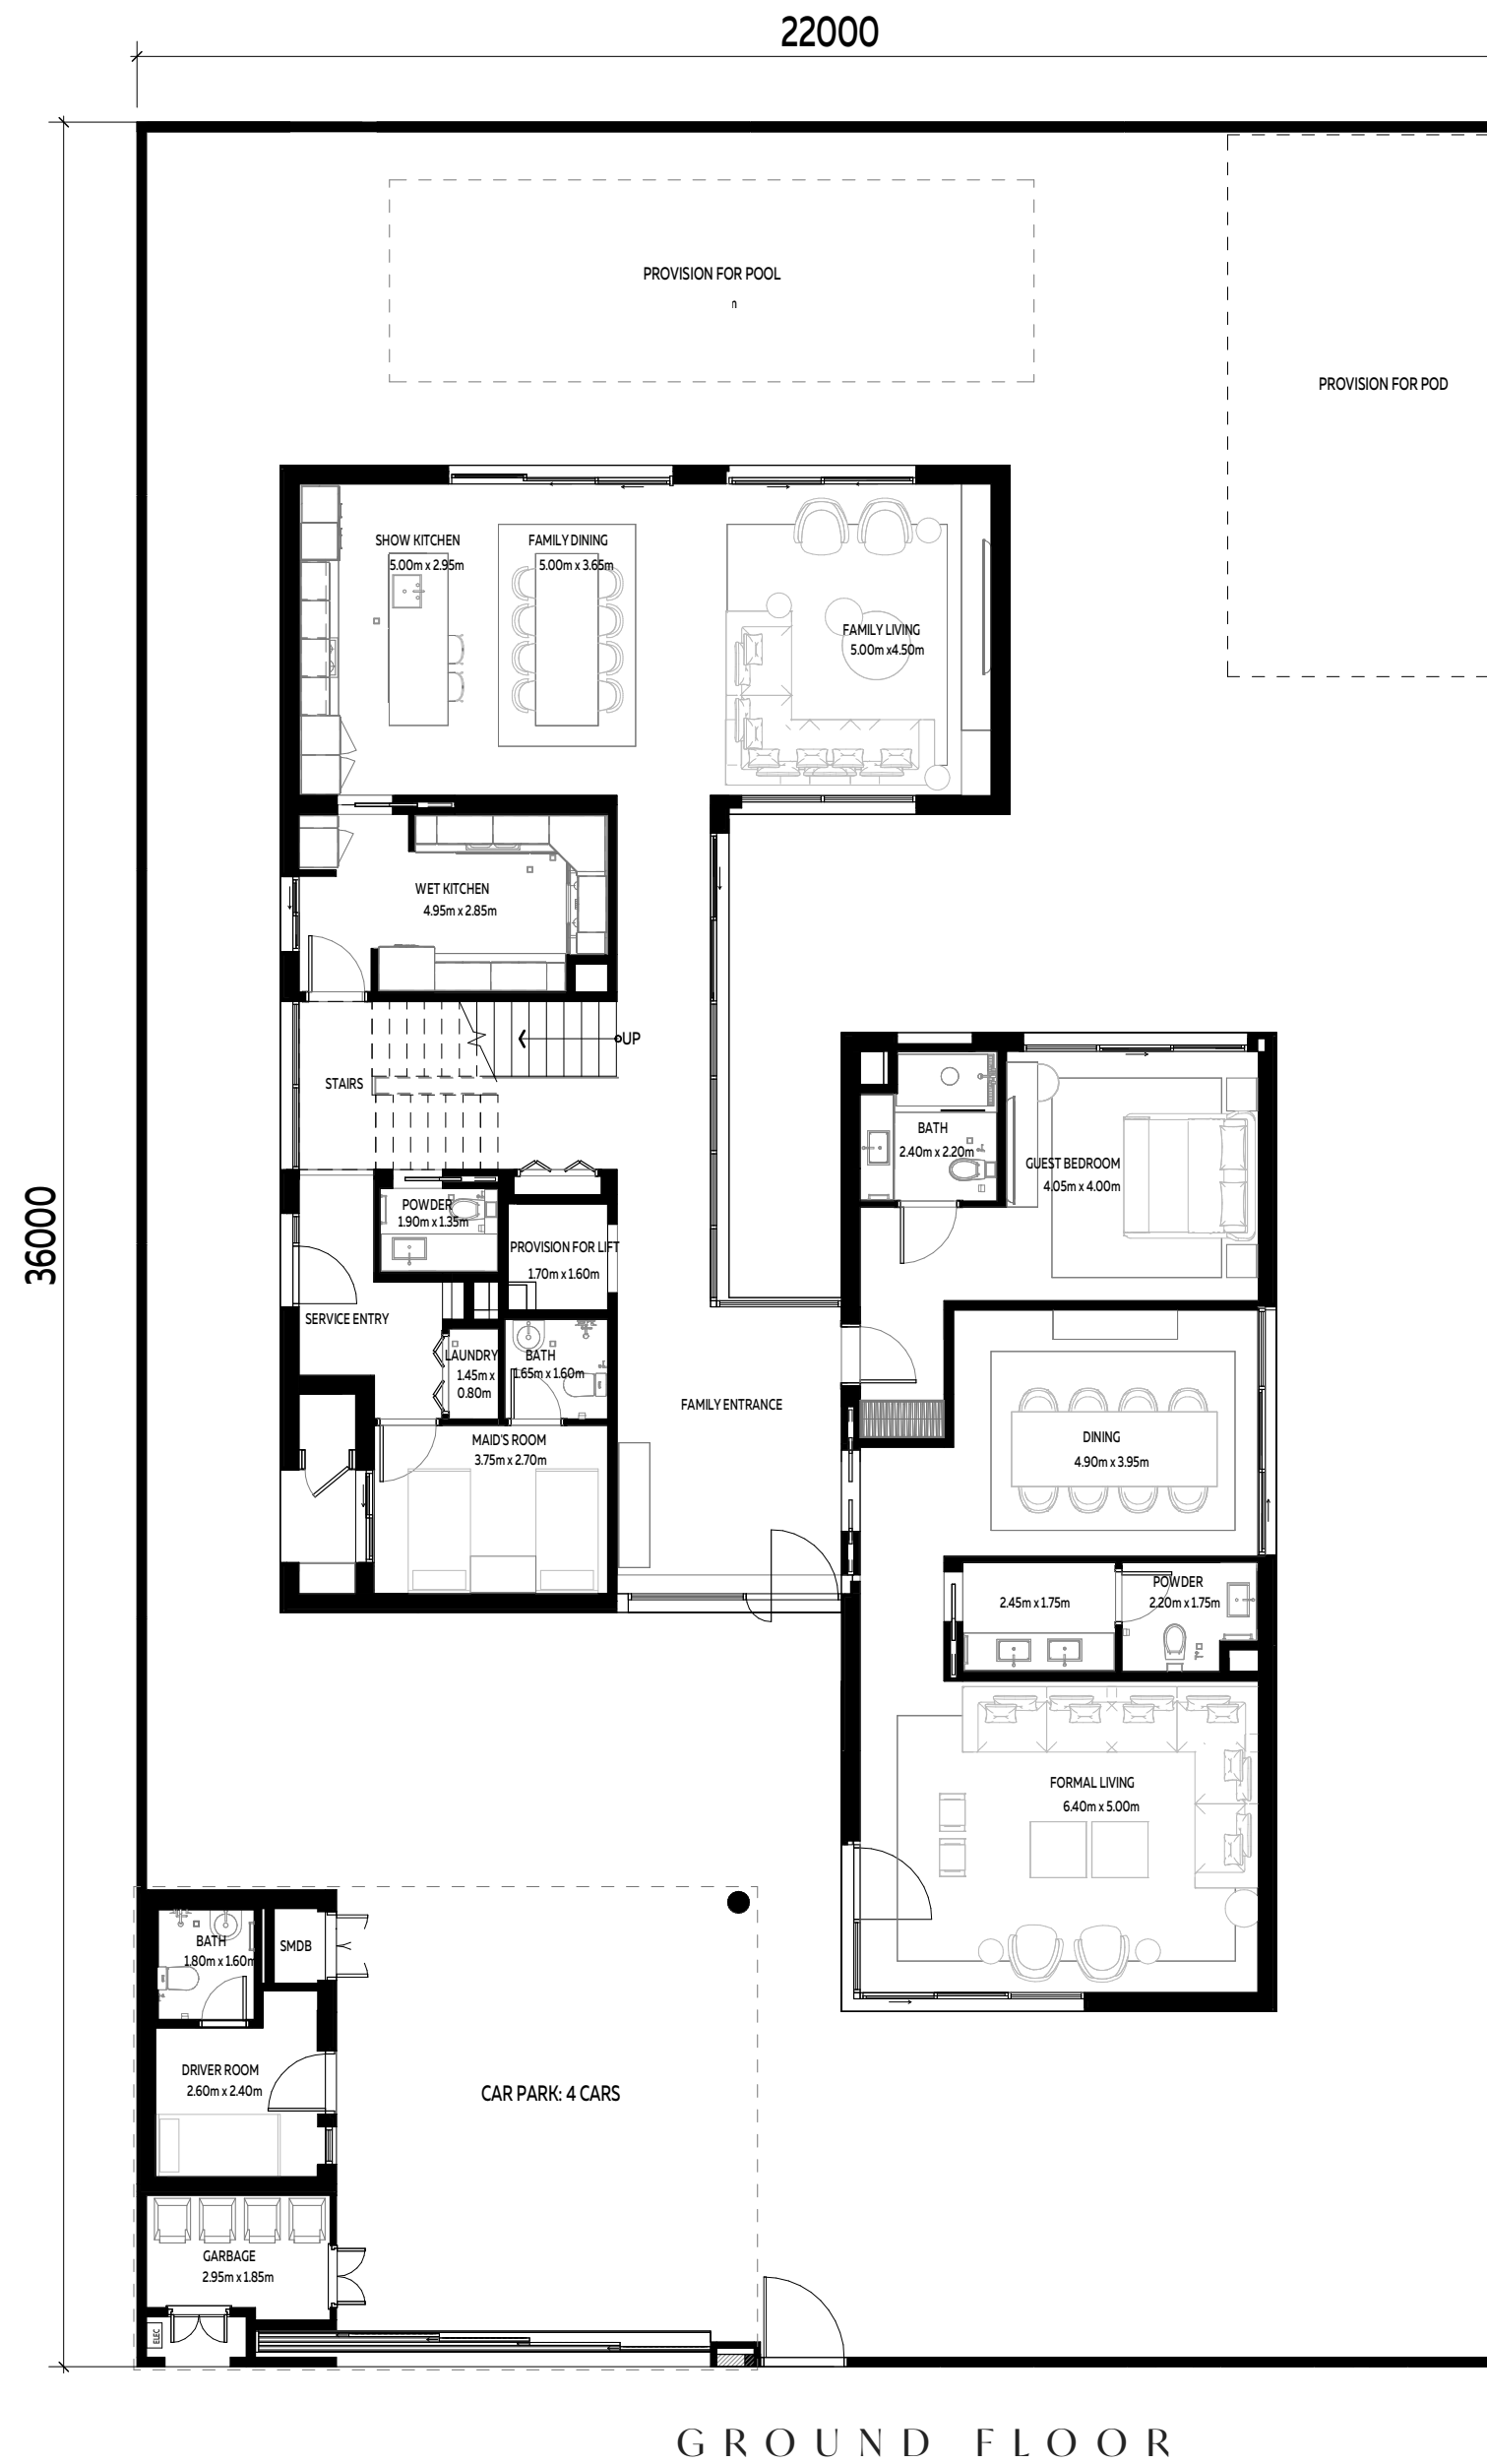 22000
36000
PROVISION FOR POOL
PROVISION FOR POD
SHOW KITCHEN
5.00m x 2.95m
FAMILY DINING
5.00m x 3.65m
FAMILY LIVING
5.00m x4.50m
WET KITCHEN
4.95m x 2.85m
UP
STAIRS
BATH
2.40m x 2.20m
GUEST BEDROOM
4.05m x 4.00m
POWDER
1.90m x 1.35m
PROVISION FOR LIFT
1.70m x 1.60m
SERVICE ENTRY
LAUNDRY
1.45m x
0.80m
BATH
1.65m x 1.60m
FAMILY ENTRANCE
MAID'S ROOM
3.75m x 2.70m
DINING
4.90m x 3.95m
2.45m x 1.75m
POWDER
2.20m x 1.75m
FORMAL LIVING
6.40m x 5.00m
BATH
1.80m x 1.60m
SMDB
DRIVER ROOM
2.60m x 2.40m
CAR PARK: 4 CARS
GARBAGE
2.95m x 1.85m
ELEC
GROUND FLOOR